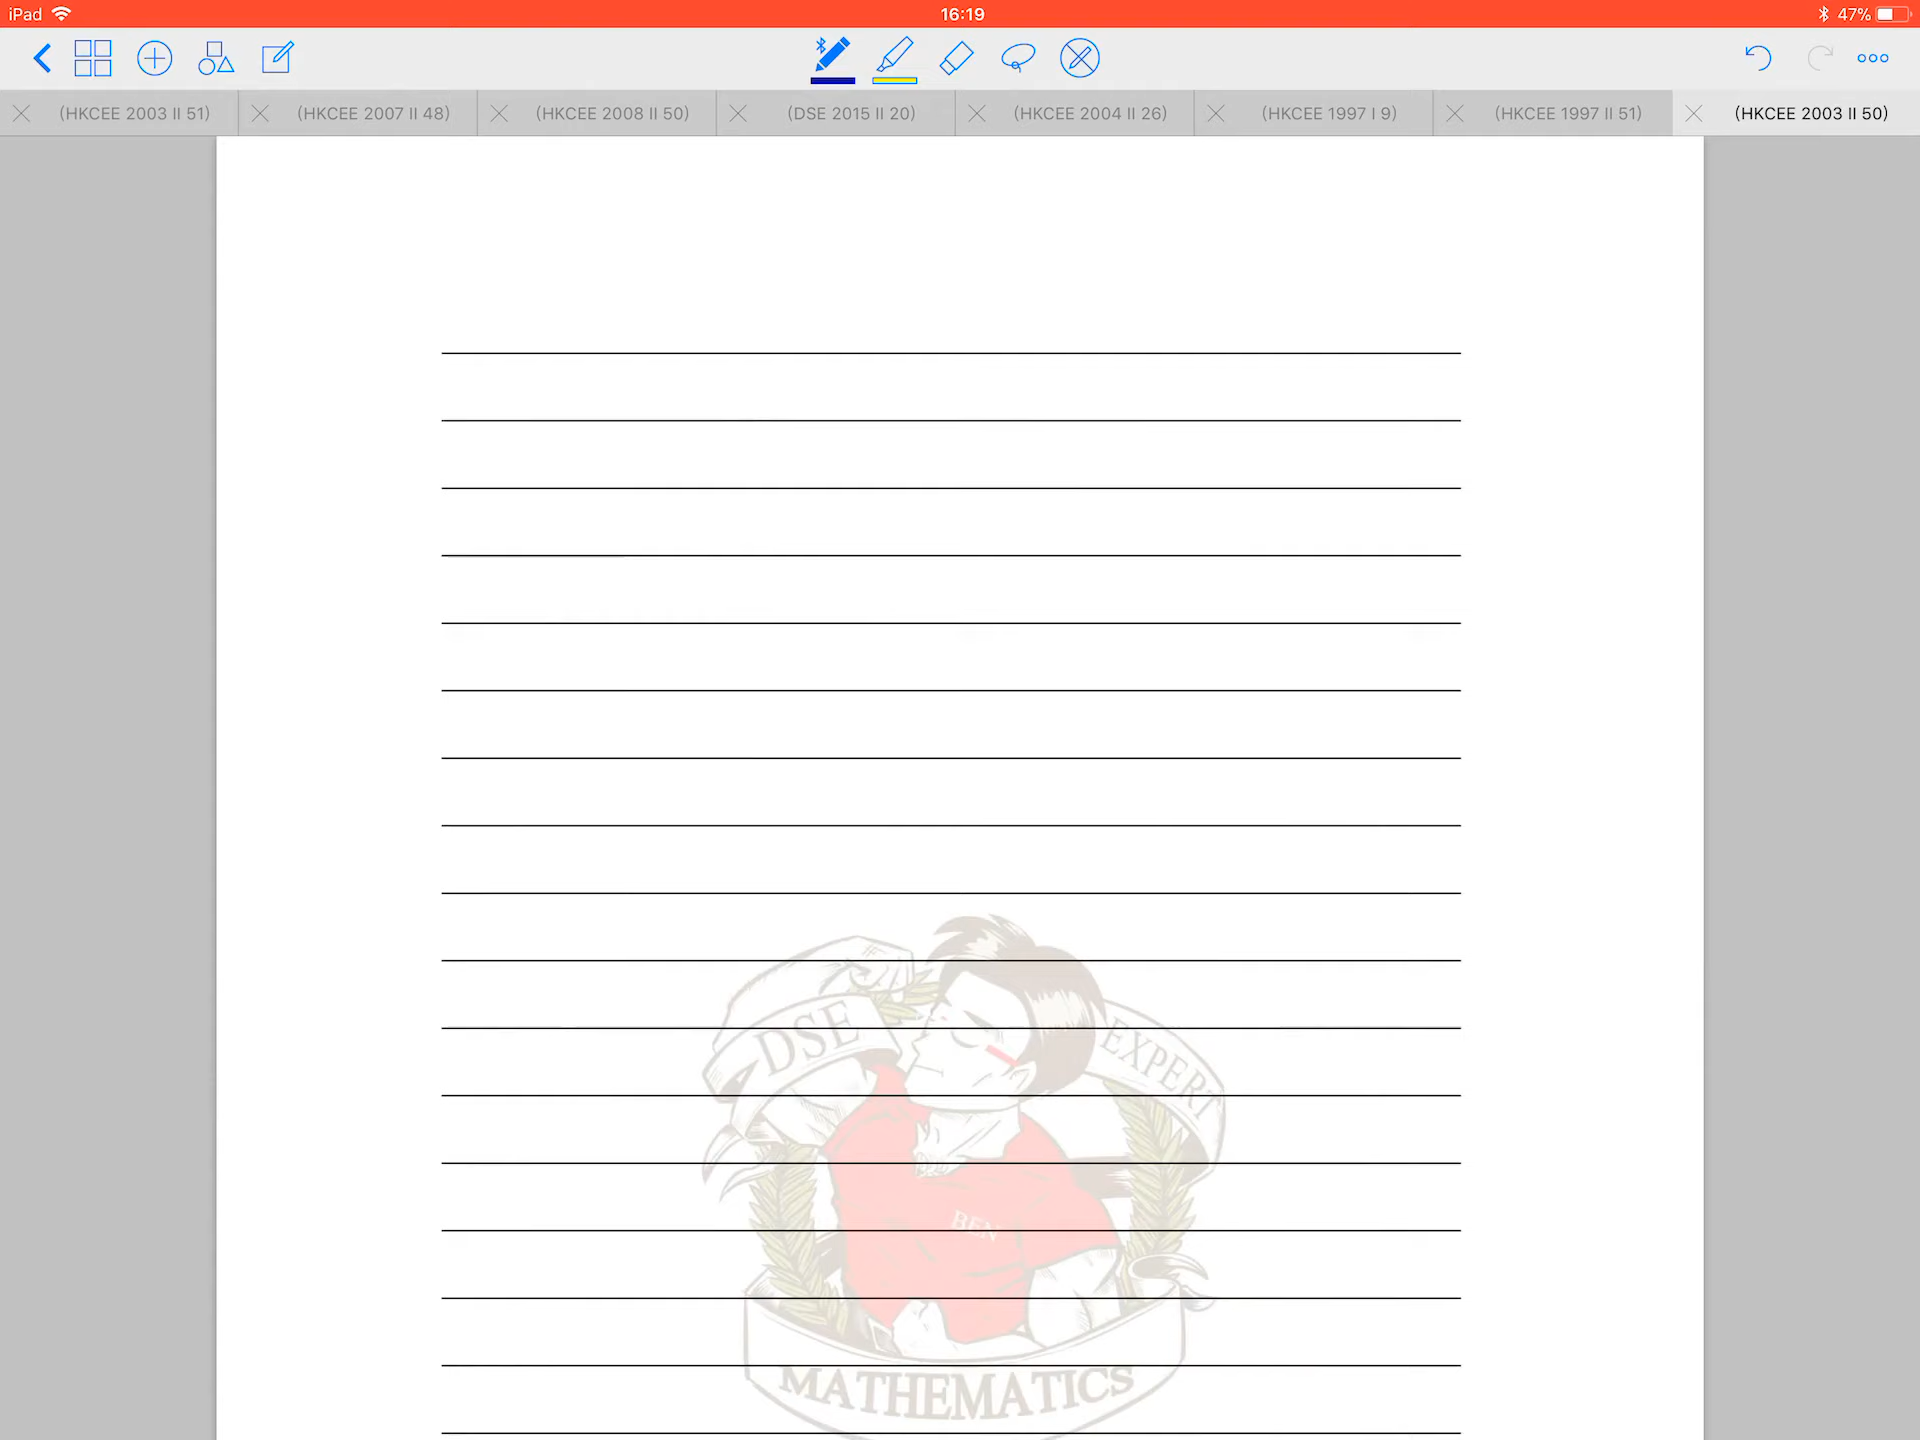 iPad 16:19 47%
(HKCEE 2003 II 51) (HKCEE 2007 II 48) (HKCEE 2008 II 50) (DSE 2015 II 20) (HKCEE 2004 II 26) (HKCEE 1997 I 9) (HKCEE 1997 II 51) (HKCEE 2003 II 50)
DSE EXPERT
BEN
MATHEMATICS